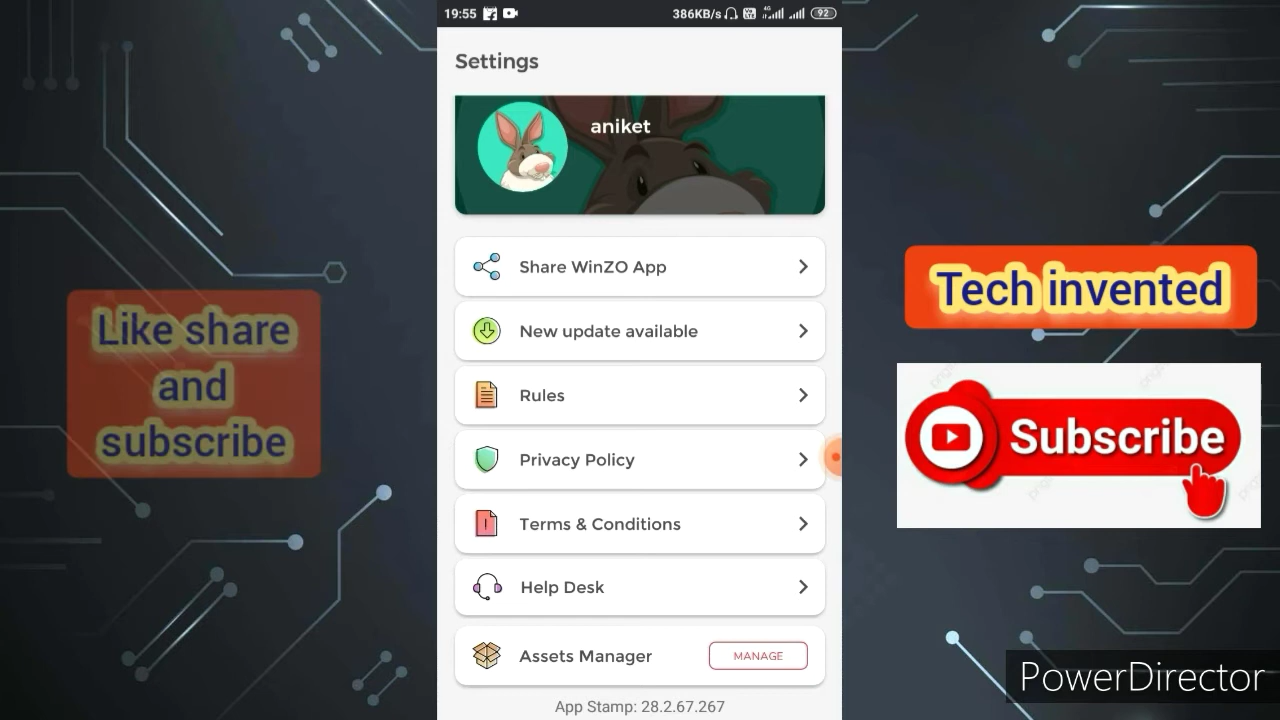 19:55
386KB/s
4G
92
Settings
aniket
Share WinZO App
New update available
Rules
Privacy Policy
Terms & Conditions
Help Desk
Assets Manager
MANAGE
App Stamp: 28.2.67.267
Like share
and
subscribe
Tech invented
Subscribe
PowerDirector